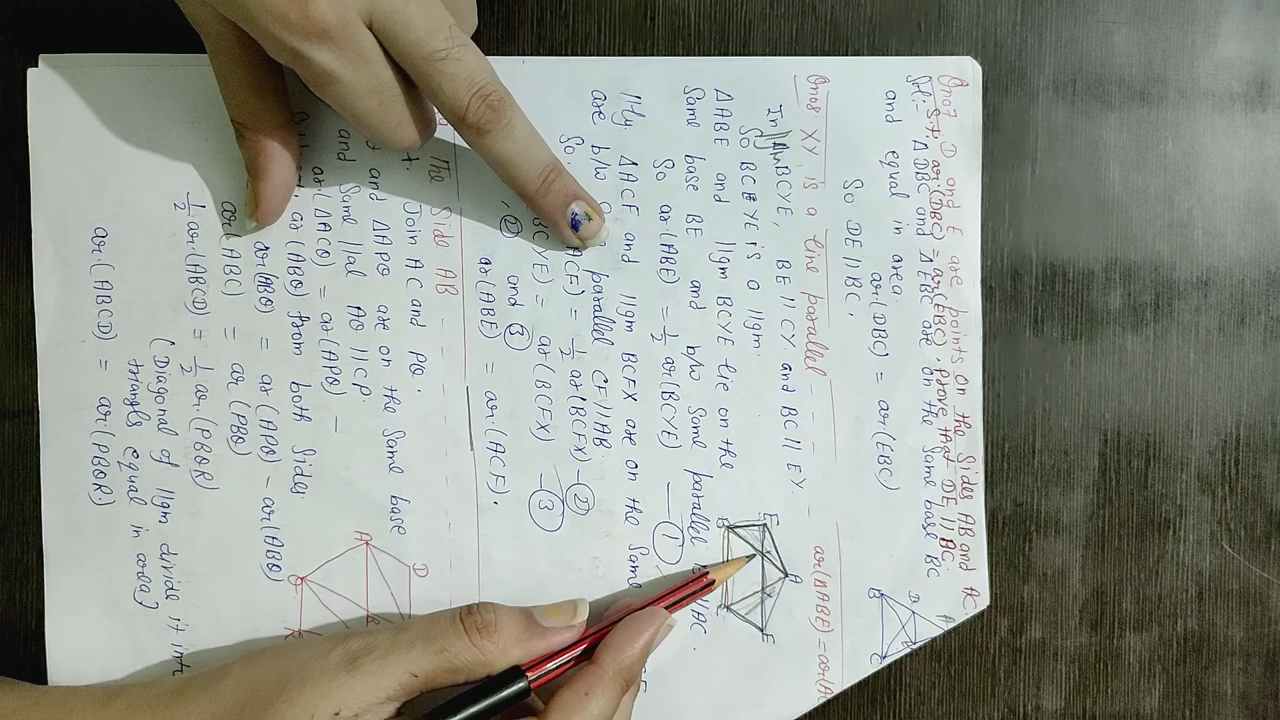 Qno7 D and E are points on the sides AB and AC
S.t. ar(DBC) = ar(EBC). prove that DE || BC.
Sol:- ΔDBC and ΔEBC are on the same base BC
and equal in area.
ar(DBC) = ar(EBC)
So DE || BC.
A
D
B
C
Qno8 XY is a line parallel - - - - - ar(ΔABE) = ar(A
In ||gm BCYE, BE || CY and BC || EY.
So BCYE is a ||gm.
ΔABE and ||gm BCYE lie on the
Same base BE and b/w Same parallel || AC.
So ar(ABE) = 1/2 ar(BCYE) — ①
E
A
F
||ly ΔACF and ||gm BCFX are on the Same
are b/w parallel CF || AB.
So, ACF) = 1/2 ar(BCFX) — ②
BCYE) = ar(BCFX) — ③
② and ③
ar(ABE) = ar(ACF).
The Side AB - - - - -
Join AC and PQ.
and ΔAPQ are on the Same base
and Same ||al AQ || CP
ar(ΔACQ) = ar(APQ) —
ar(ABQ) from both Sides.
ar(ABQ) = ar(APQ) - ar(ABQ)
ar(ABC) = ar(PBQ)
1/2 ar(ABCD) = 1/2 ar(PBQR)
(Diagonal of ||gm divide it into
triangles equal in area)
ar(ABCD) = ar(PBQR)
A
D
Q
R